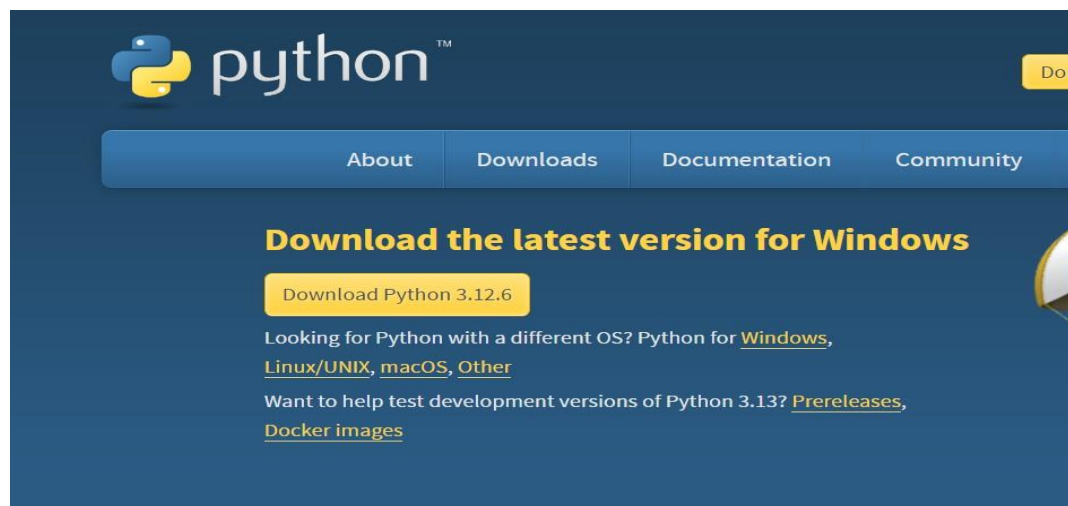 python™
Do
About Downloads Documentation Community
Download the latest version for Windows
Download Python 3.12.6
Looking for Python with a different OS? Python for Windows,
Linux/UNIX, macOS, Other
Want to help test development versions of Python 3.13? Prereleases,
Docker images